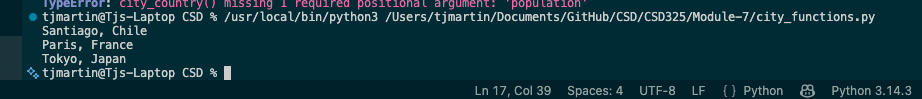 TypeError: city_country() missing 1 required positional argument: 'population'
tjmartin@Tjs-Laptop CSD % /usr/local/bin/python3 /Users/tjmartin/Documents/GitHub/CSD/CSD325/Module-7/city_functions.py
Santiago, Chile
Paris, France
Tokyo, Japan
tjmartin@Tjs-Laptop CSD %
Ln 17, Col 39 Spaces: 4 UTF-8 LF {} Python Python 3.14.3